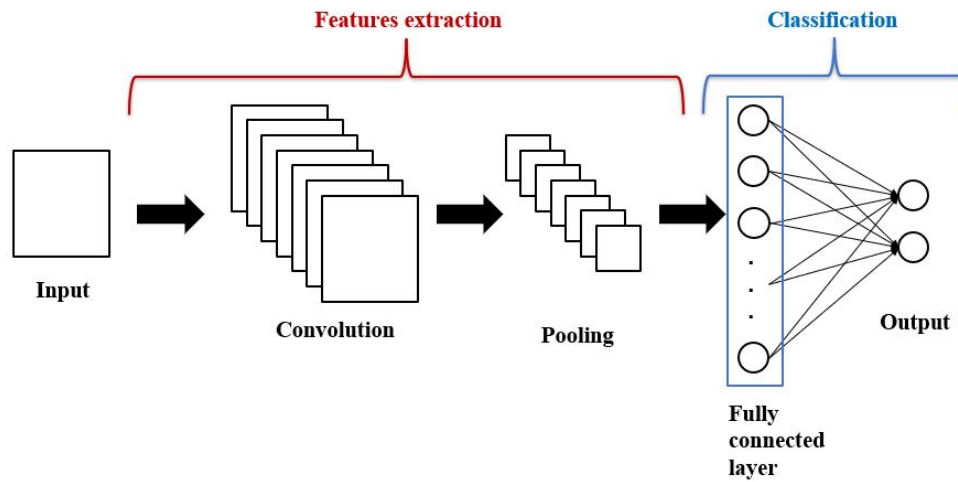 Features extraction
Classification
Input
Convolution
Pooling
Output
Fully
connected
layer